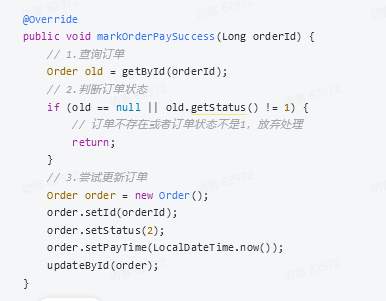 @Override
public void markOrderPaySuccess(Long orderId) {
// 1.查询订单
Order old = getById(orderId);
// 2.判断订单状态
if (old == null || old.getStatus() != 1) {
// 订单不存在或者订单状态不是1，放弃处理
return;
}
// 3.尝试更新订单
Order order = new Order();
order.setId(orderId);
order.setStatus(2);
order.setPayTime(LocalDateTime.now());
updateById(order);
}